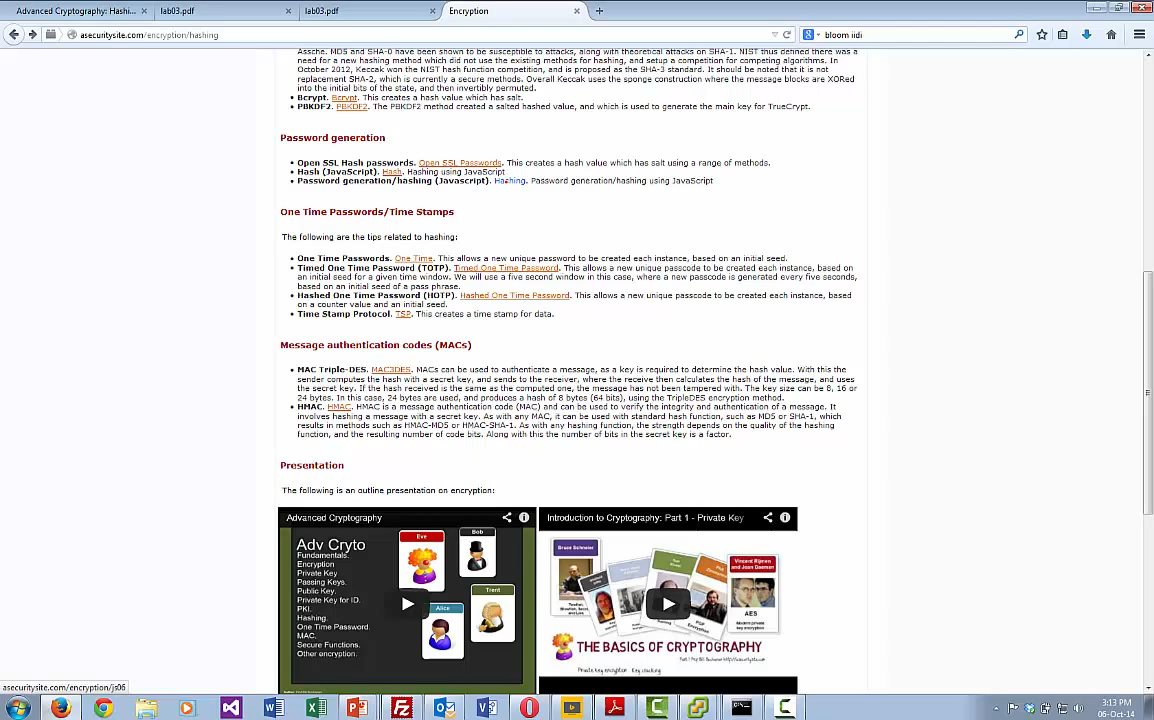 Advanced Cryptography: Hashi...
lab03.pdf
lab03.pdf
Encryption
asecuritysite.com/encryption/hashing
bloom iidi
Assche. MD5 and SHA-0 have been shown to be susceptible to attacks, along with theoretical attacks on SHA-1. NIST thus defined there was a
need for a new hashing method which did not use the existing methods for hashing, and setup a competition for competing algorithms. In
October 2012, Keccak won the NIST hash function competition, and is proposed as the SHA-3 standard. It should be noted that it is not
replacement SHA-2, which is currently a secure methods. Overall Keccak uses the sponge construction where the message blocks are XORed
into the initial bits of the state, and then invertibly permuted.
• Bcrypt. Bcrypt. This creates a hash value which has salt.
• PBKDF2. PBKDF2. The PBKDF2 method created a salted hashed value, and which is used to generate the main key for TrueCrypt.
Password generation
• Open SSL Hash passwords. Open SSL Passwords. This creates a hash value which has salt using a range of methods.
• Hash (JavaScript). Hash. Hashing using JavaScript
• Password generation/hashing (Javascript). Hashing. Password generation/hashing using JavaScript
One Time Passwords/Time Stamps
The following are the tips related to hashing:
• One Time Passwords. One Time. This allows a new unique password to be created each instance, based on an initial seed.
• Timed One Time Password (TOTP). Timed One Time Password. This allows a new unique passcode to be created each instance, based on
an initial seed for a given time window. We will use a five second window in this case, where a new passcode is generated every five seconds,
based on an initial seed of a pass phrase.
• Hashed One Time Password (HOTP). Hashed One Time Password. This allows a new unique passcode to be created each instance, based
on a counter value and an initial seed.
• Time Stamp Protocol. TSP. This creates a time stamp for data.
Message authentication codes (MACs)
• MAC Triple-DES. MAC3DES. MACs can be used to authenticate a message, as a key is required to determine the hash value. With this the
sender computes the hash with a secret key, and sends to the receiver, where the receive then calculates the hash of the message, and uses
the secret key. If the hash received is the same as the computed one, the message has not been tampered with. The key size can be 8, 16 or
24 bytes. In this case, 24 bytes are used, and produces a hash of 8 bytes (64 bits), using the TripleDES encryption method.
• HMAC. HMAC. HMAC is a message authentication code (MAC) and can be used to verify the integrity and authentication of a message. It
involves hashing a message with a secret key. As with any MAC, it can be used with standard hash function, such as MD5 or SHA-1, which
results in methods such as HMAC-MD5 or HMAC-SHA-1. As with any hashing function, the strength depends on the quality of the hashing
function, and the resulting number of code bits. Along with this the number of bits in the secret key is a factor.
Presentation
The following is an outline presentation on encryption:
Advanced Cryptography
Adv Cryto
Fundamentals.
Encryption
Private Key
Passing Keys.
Public Key.
Private Key for ID.
PKI.
Hashing.
One Time Password.
MAC.
Secure Functions.
Other encryption.
Eve
Bob
Trent
Alice
Introduction to Cryptography: Part 1 - Private Key
Bruce Schneier
Vincent Rijmen
and Joan Daemen
AES
Modern private
key encryption
THE BASICS OF CRYPTOGRAPHY
Private Key encryption Key cracking
asecuritysite.com/encryption/js06
3:13 PM
06-Oct-14